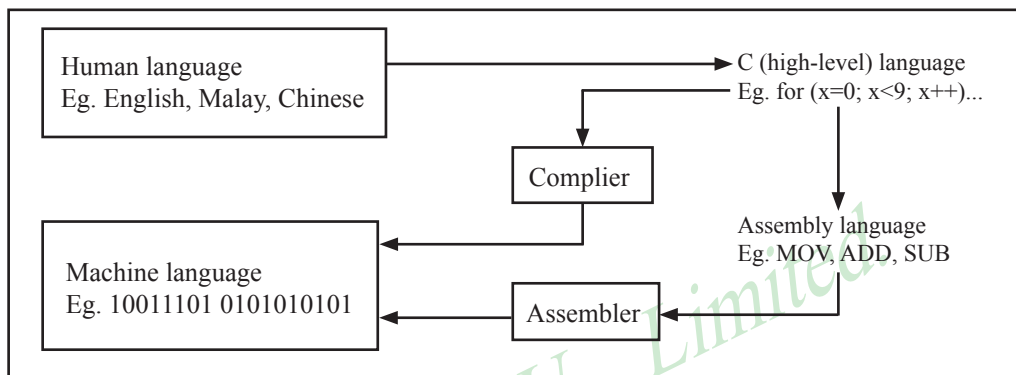 Human language
Eg. English, Malay, Chinese
C (high-level) language
Eg. for (x=0; x<9; x++)...
Complier
Assembly language
Eg. MOV, ADD, SUB
Machine language
Eg. 10011101 0101010101
Assembler
Limited.